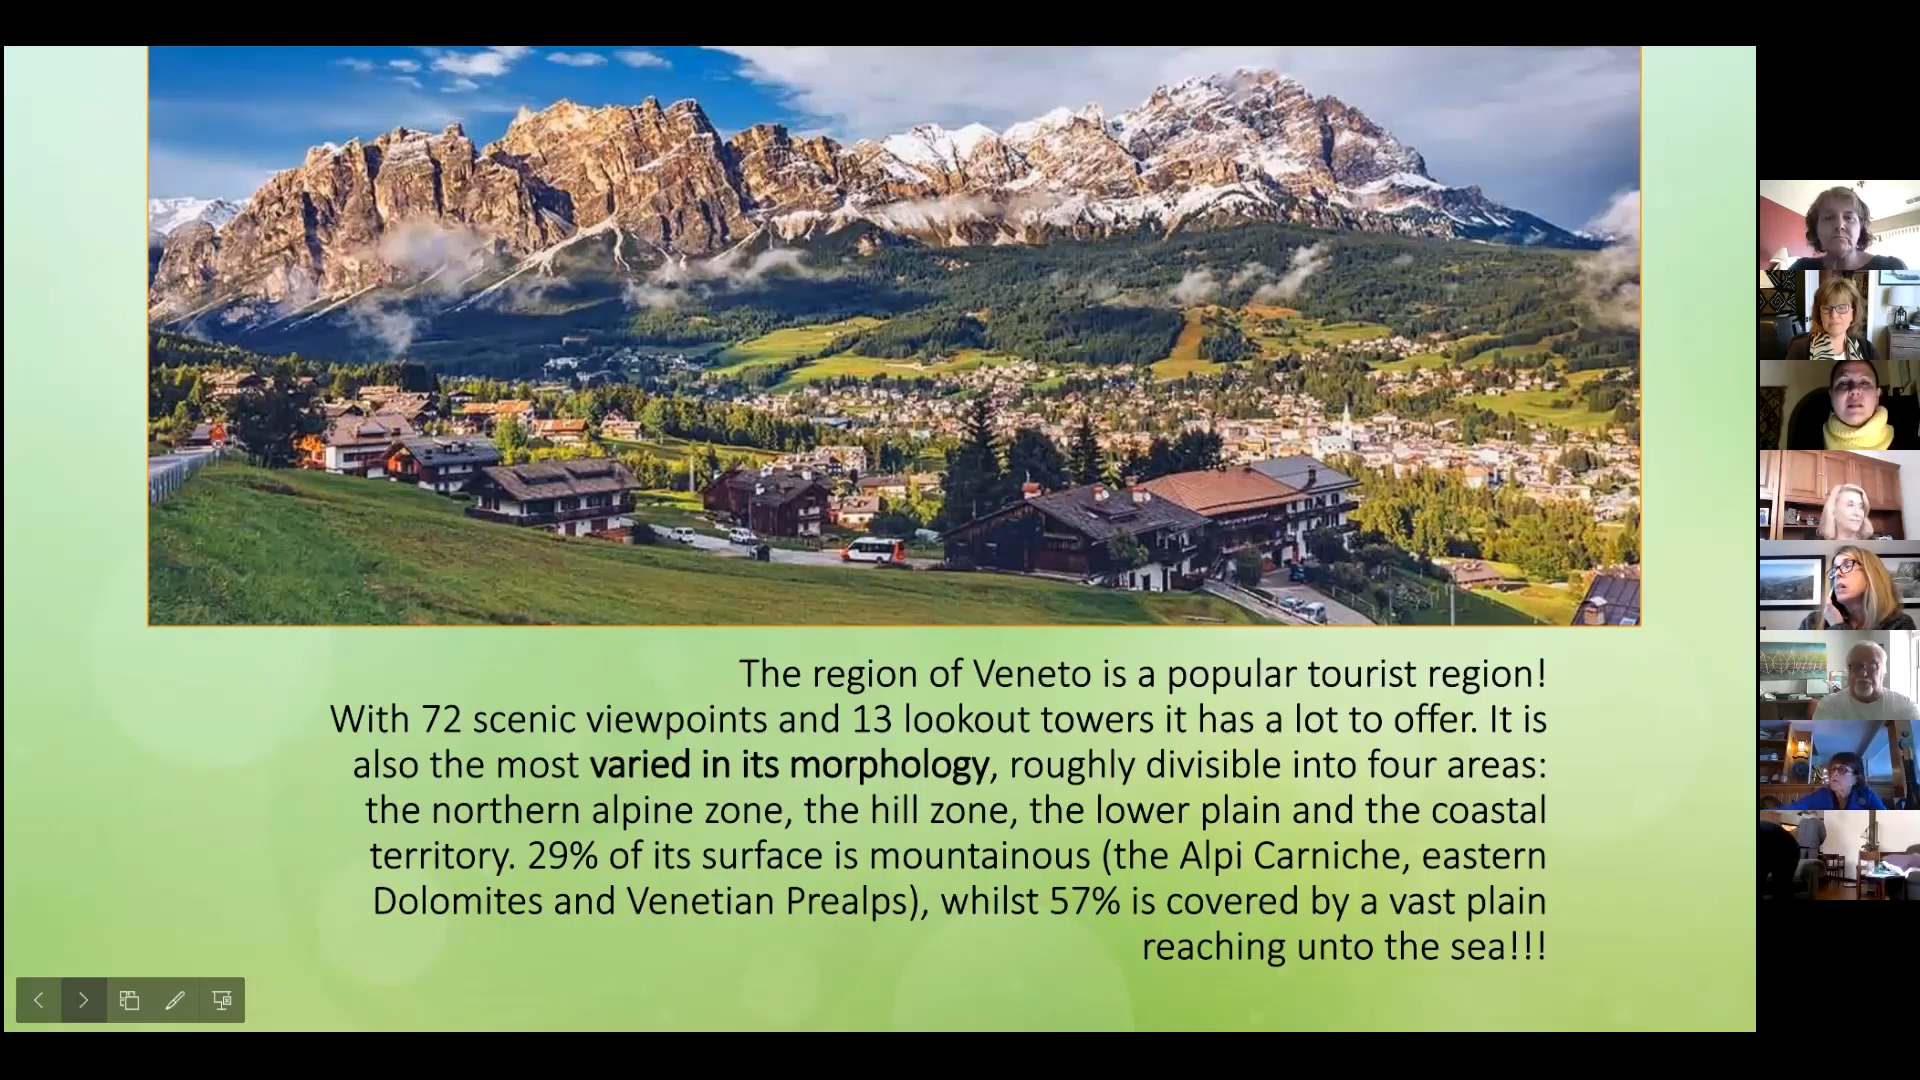 The region of Veneto is a popular tourist region!
With 72 scenic viewpoints and 13 lookout towers it has a lot to offer. It is
also the most varied in its morphology, roughly divisible into four areas:
the northern alpine zone, the hill zone, the lower plain and the coastal
territory. 29% of its surface is mountainous (the Alpi Carniche, eastern
Dolomites and Venetian Prealps), whilst 57% is covered by a vast plain
reaching unto the sea!!!